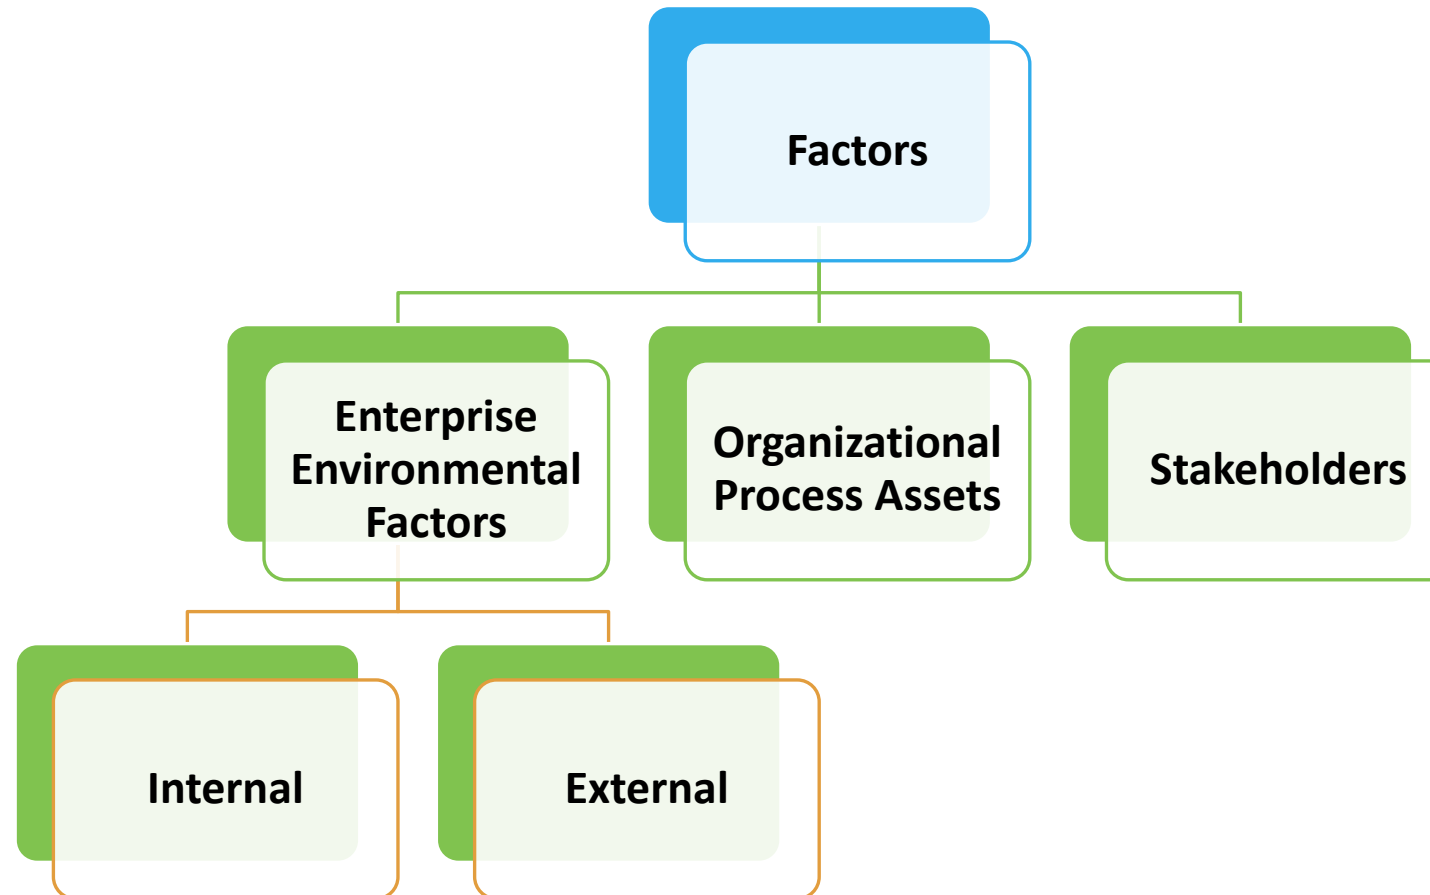 Factors
Enterprise
Environmental
Factors
Organizational
Process Assets
Stakeholders
Internal
External